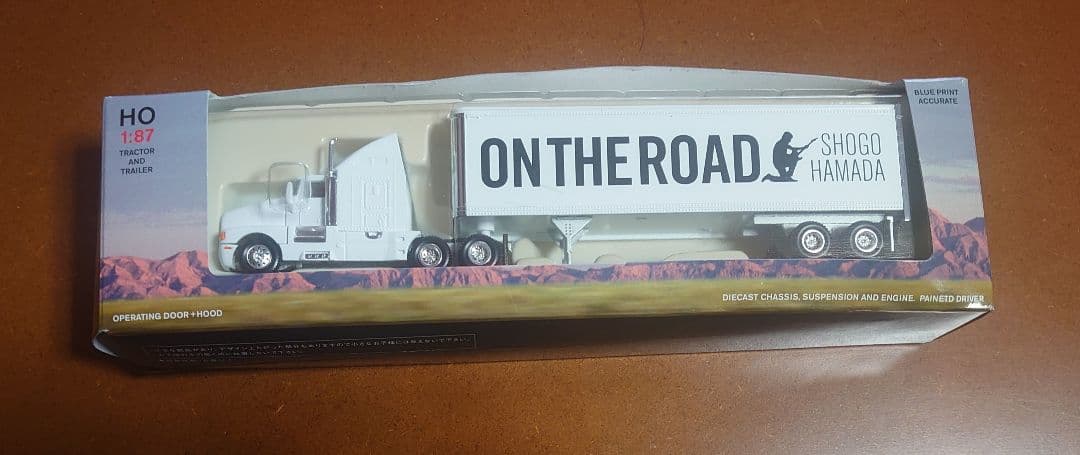 HO
1:87
TRACTOR
AND
TRAILER
BLUE PRINT
ACCURATE
ON THE ROAD
SHOGO
HAMADA
OPERATING DOOR + HOOD
DIECAST CHASSIS, SUSPENSION AND ENGINE. PAINETD DRIVER